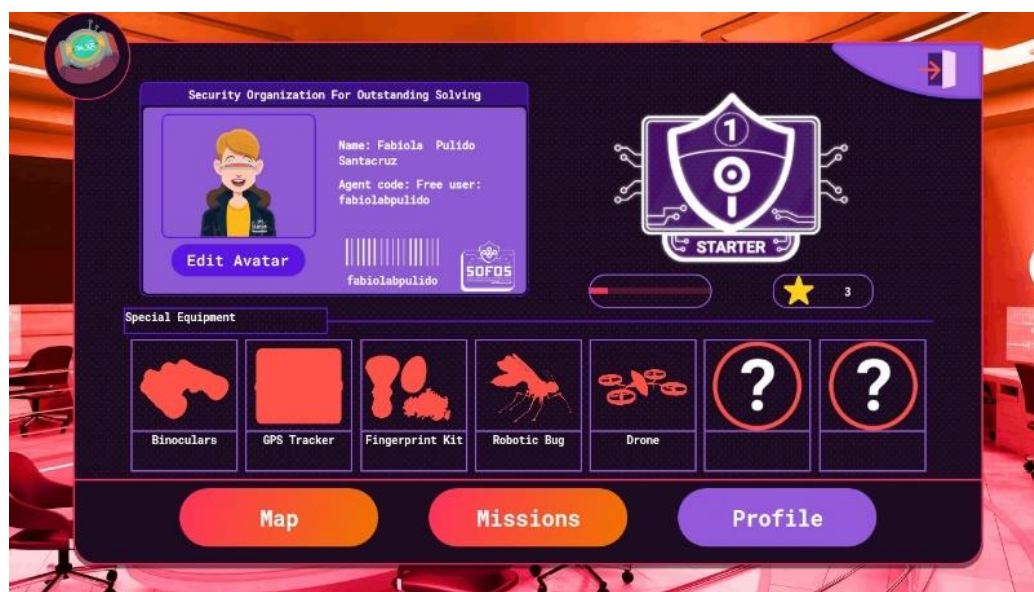 Security Organization For Outstanding Solving
Name: Fabiola Pulido
Santacruz
Agent code: Free user:
fabiolabpulido
Edit Avatar
fabiolabpulido
SOFOS
1
STARTER
3
Special Equipment
Binoculars
GPS Tracker
Fingerprint Kit
Robotic Bug
Drone
?
?
Map
Missions
Profile